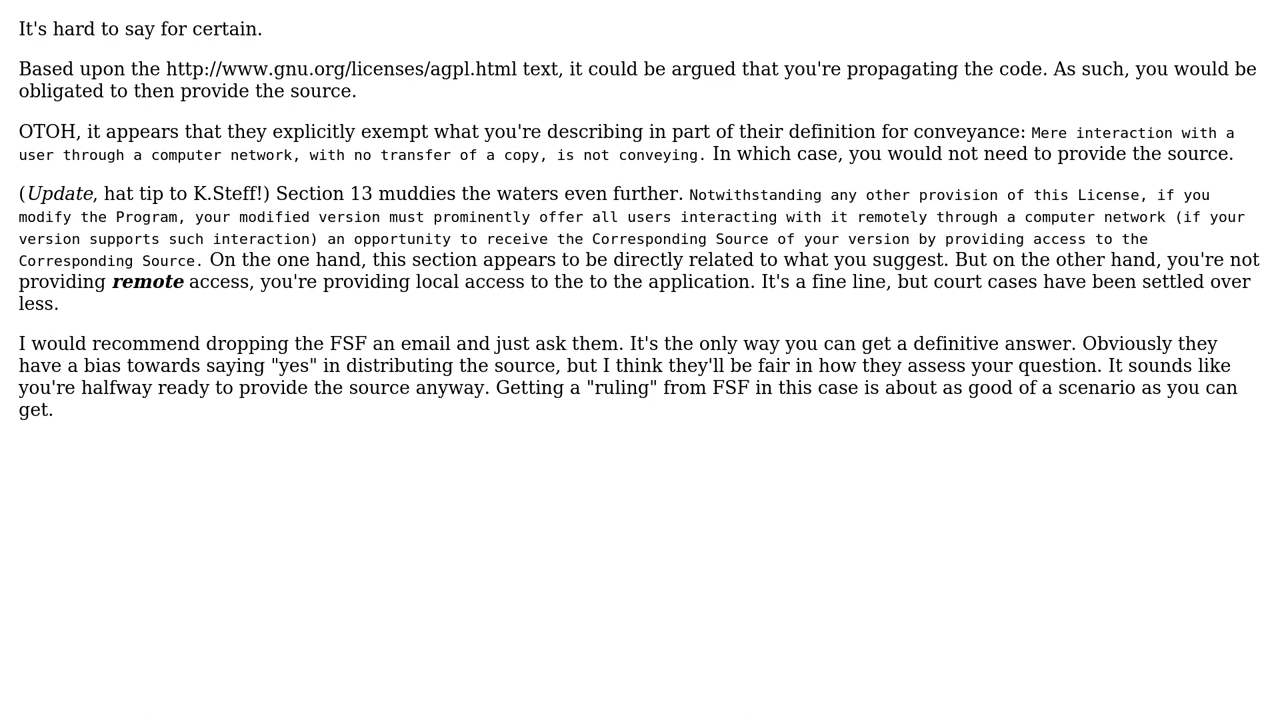 It's hard to say for certain.
Based upon the http://www.gnu.org/licenses/agpl.html text, it could be argued that you're propagating the code. As such, you would be
obligated to then provide the source.
OTOH, it appears that they explicitly exempt what you're describing in part of their definition for conveyance: Mere interaction with a
user through a computer network, with no transfer of a copy, is not conveying. In which case, you would not need to provide the source.
(Update, hat tip to K.Steff!) Section 13 muddies the waters even further. Notwithstanding any other provision of this License, if you
modify the Program, your modified version must prominently offer all users interacting with it remotely through a computer network (if your
version supports such interaction) an opportunity to receive the Corresponding Source of your version by providing access to the
Corresponding Source. On the one hand, this section appears to be directly related to what you suggest. But on the other hand, you're not
providing remote access, you're providing local access to the to the application. It's a fine line, but court cases have been settled over
less.
I would recommend dropping the FSF an email and just ask them. It's the only way you can get a definitive answer. Obviously they
have a bias towards saying "yes" in distributing the source, but I think they'll be fair in how they assess your question. It sounds like
you're halfway ready to provide the source anyway. Getting a "ruling" from FSF in this case is about as good of a scenario as you can
get.